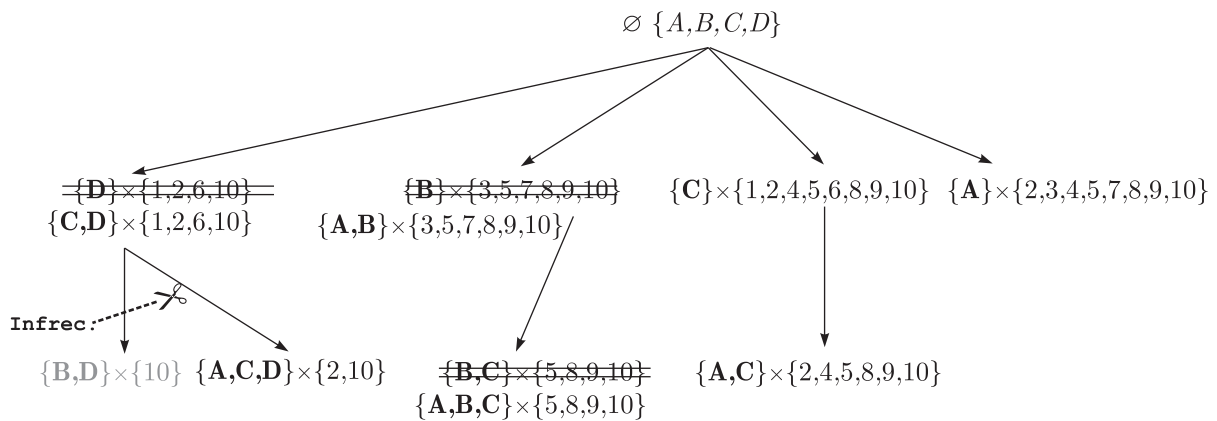 ∅ {A,B,C,D}
{D}×{1,2,6,10}
{B}×{3,5,7,8,9,10}
{C}×{1,2,4,5,6,8,9,10}
{A}×{2,3,4,5,7,8,9,10}
{C,D}×{1,2,6,10}
{A,B}×{3,5,7,8,9,10}
Infrec.
{B,D}×{10}
{A,C,D}×{2,10}
{B,C}×{5,8,9,10}
{A,C}×{2,4,5,8,9,10}
{A,B,C}×{5,8,9,10}